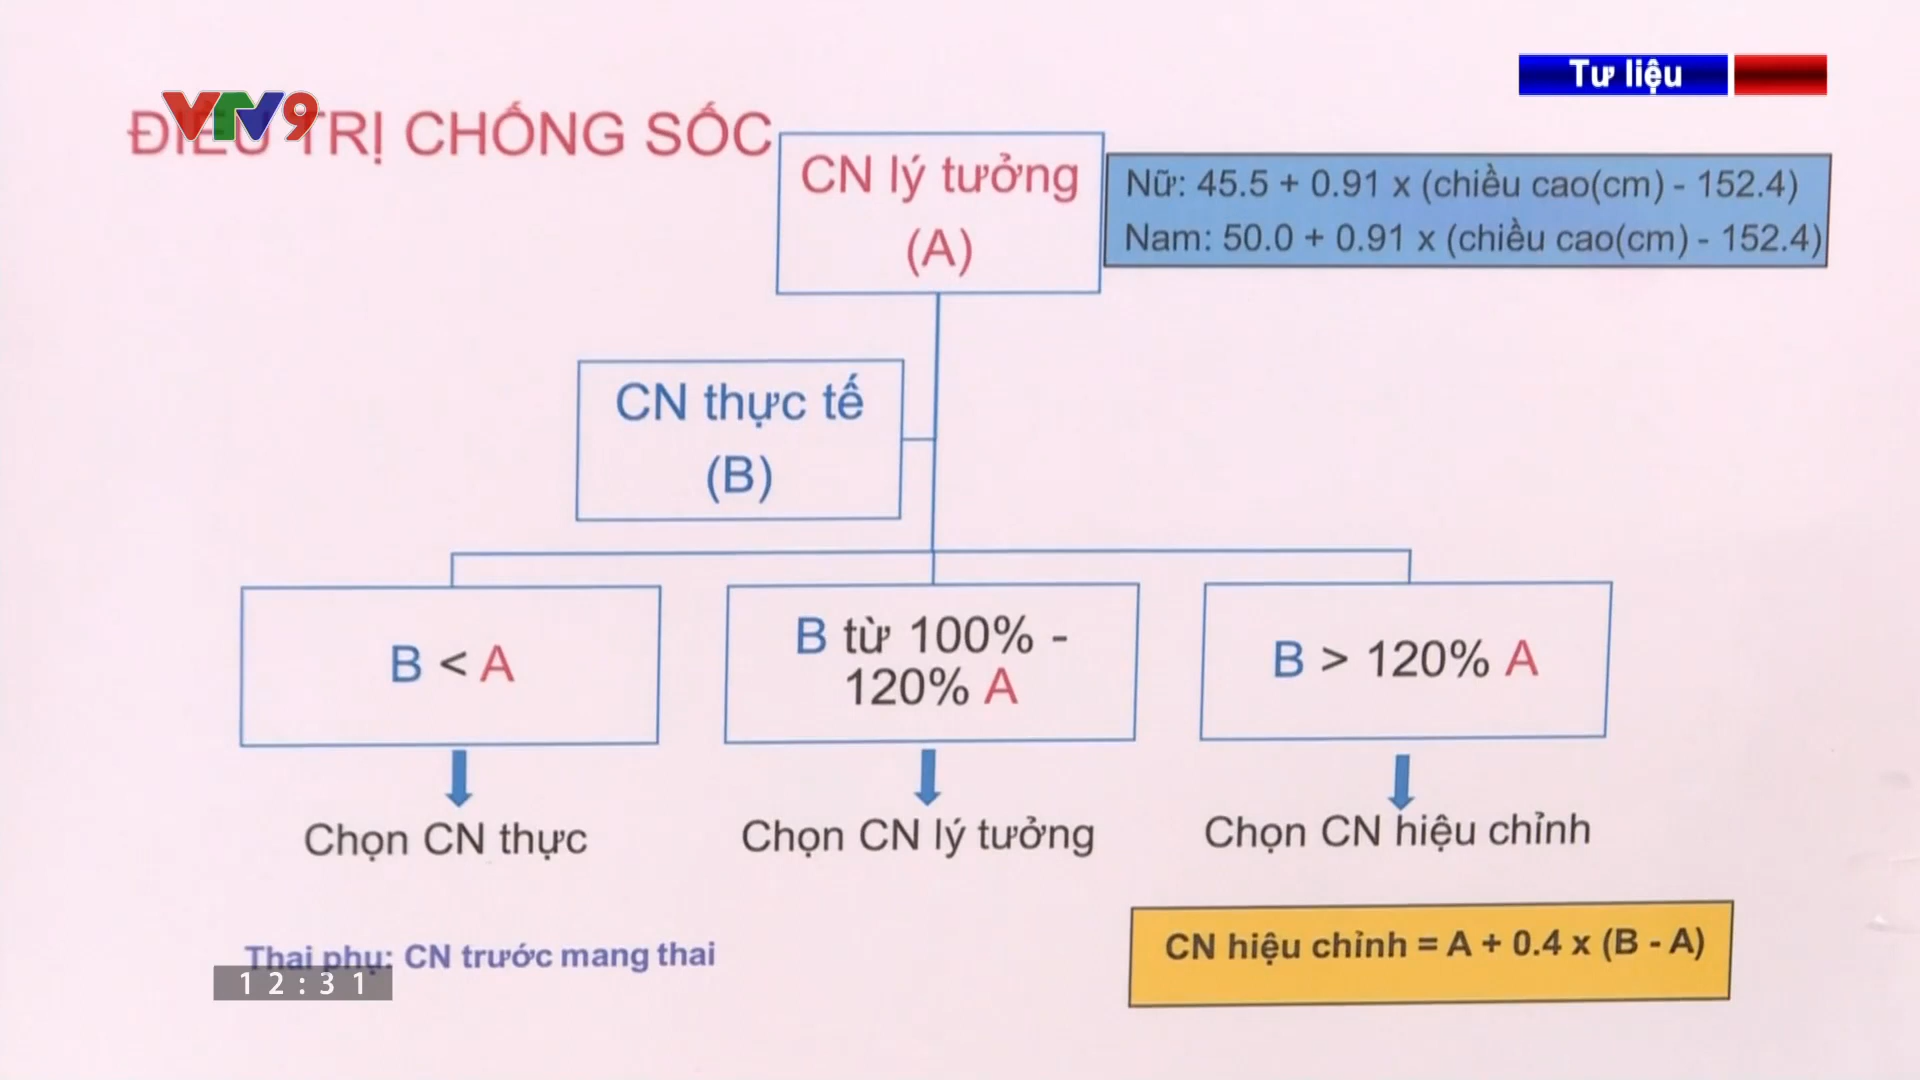 VTV9
Tư liệu
ĐIỀU TRỊ CHỐNG SỐC
CN lý tưởng
(A)
Nữ: 45.5 + 0.91 x (chiều cao(cm) - 152.4)
Nam: 50.0 + 0.91 x (chiều cao(cm) - 152.4)
CN thực tế
(B)
B < A
B từ 100% -
120% A
B > 120% A
Chọn CN thực
Chọn CN lý tưởng
Chọn CN hiệu chỉnh
Thai phụ: CN trước mang thai
CN hiệu chỉnh = A + 0.4 x (B - A)
12:31